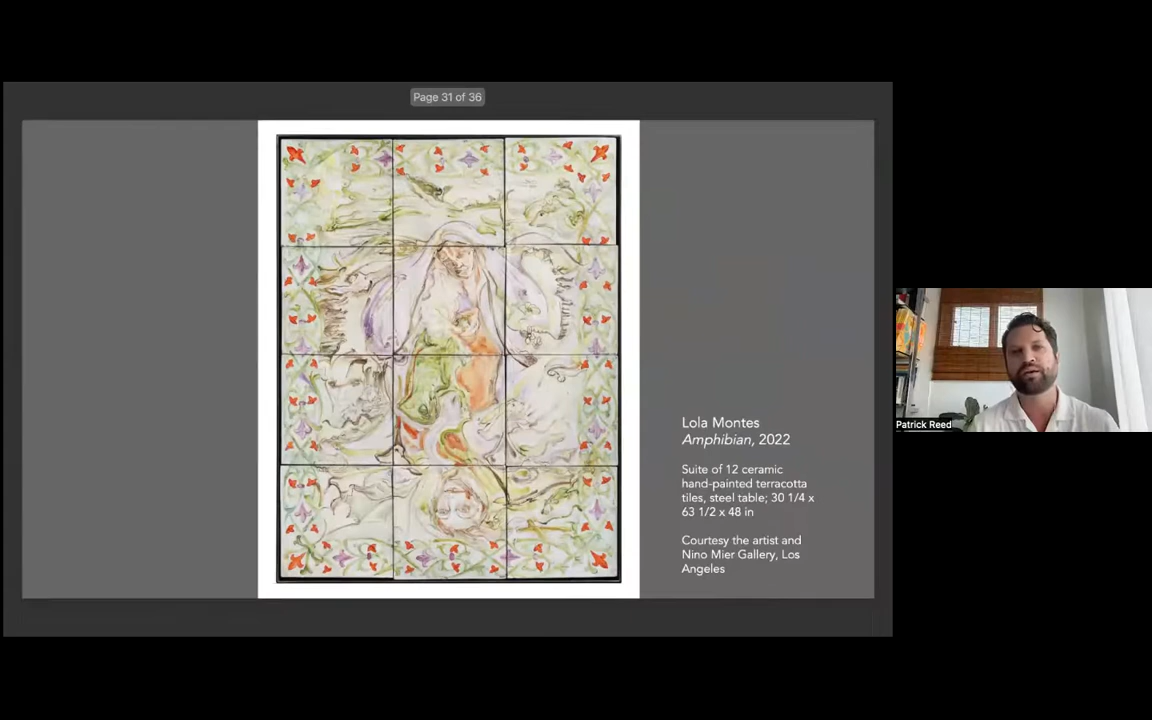 Page 31 of 36
Lola Montes
Amphibian, 2022
Suite of 12 ceramic
hand-painted terracotta
tiles, steel table; 30 1/4 x
63 1/2 x 48 in
Courtesy the artist and
Nino Mier Gallery, Los
Angeles
Patrick Reed